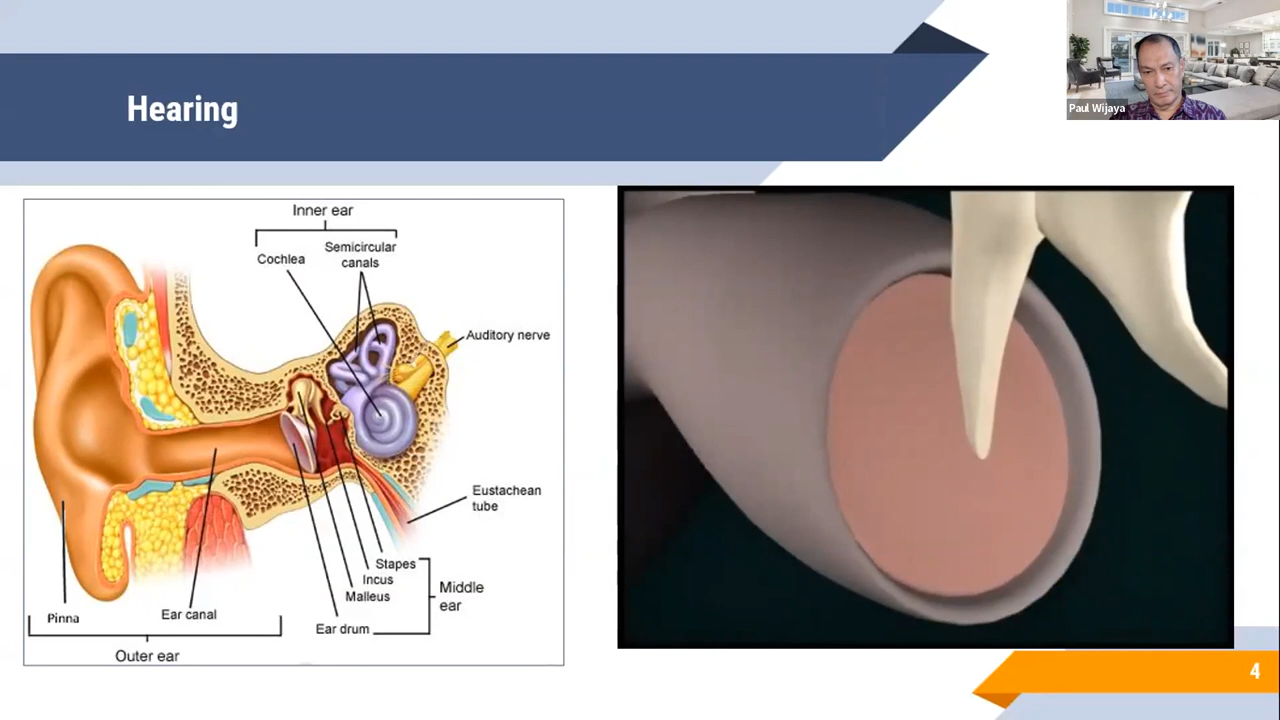 Hearing
Paul Wijaya
Inner ear
Cochlea
Semicircular
canals
Auditory nerve
Eustachean
tube
Stapes
Incus
Malleus
Ear drum
Middle
ear
Pinna
Ear canal
Outer ear
4